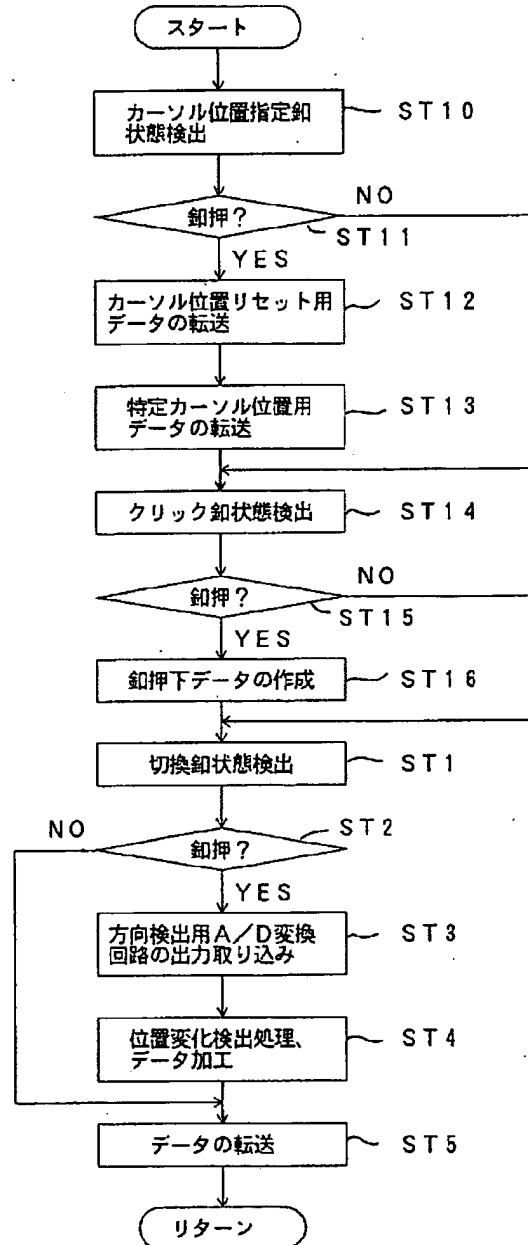 スタート
カーソル位置指定釦
状態検出
ST10
釦押？
NO
ST11
YES
カーソル位置リセット用
データの転送
ST12
特定カーソル位置用
データの転送
ST13
クリック釦状態検出
ST14
釦押？
NO
ST15
YES
釦押下データの作成
ST16
切換釦状態検出
ST1
NO
釦押？
ST2
YES
方向検出用A／D変換
回路の出力取り込み
ST3
位置変化検出処理、
データ加工
ST4
データの転送
ST5
リターン